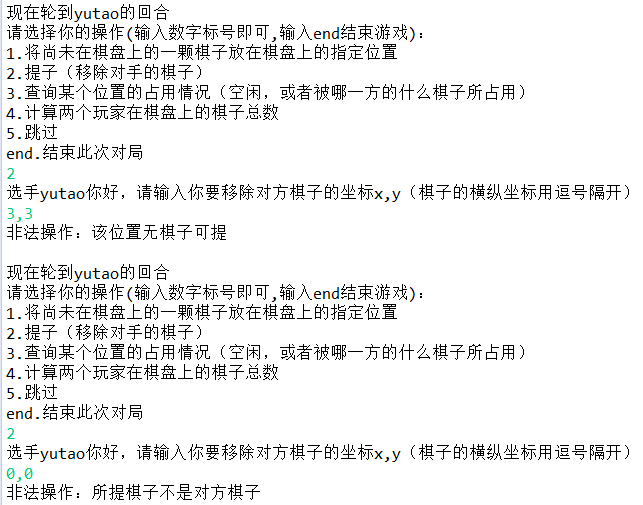 现在轮到yutao的回合
请选择你的操作(输入数字标号即可,输入end结束游戏)：
1.将尚未在棋盘上的一颗棋子放在棋盘上的指定位置
2.提子（移除对手的棋子）
3.查询某个位置的占用情况（空闲，或者被哪一方的什么棋子所占用）
4.计算两个玩家在棋盘上的棋子总数
5.跳过
end.结束此次对局
2
选手yutao你好，请输入你要移除对方棋子的坐标x,y（棋子的横纵坐标用逗号隔开）
3,3
非法操作：该位置无棋子可提
现在轮到yutao的回合
请选择你的操作(输入数字标号即可,输入end结束游戏)：
1.将尚未在棋盘上的一颗棋子放在棋盘上的指定位置
2.提子（移除对手的棋子）
3.查询某个位置的占用情况（空闲，或者被哪一方的什么棋子所占用）
4.计算两个玩家在棋盘上的棋子总数
5.跳过
end.结束此次对局
2
选手yutao你好，请输入你要移除对方棋子的坐标x,y（棋子的横纵坐标用逗号隔开）
0,0
非法操作：所提棋子不是对方棋子